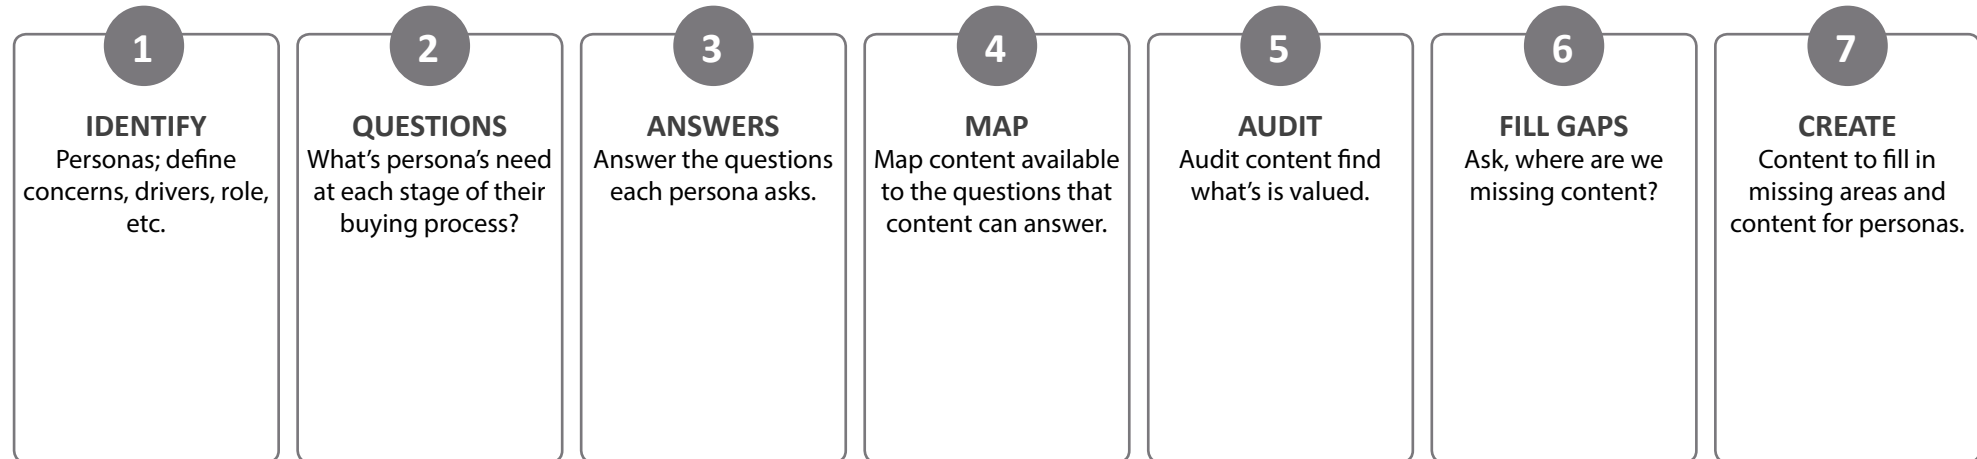 1
IDENTIFY
Personas; define
concerns, drivers, role,
etc.
2
QUESTIONS
What's persona's need
at each stage of their
buying process?
3
ANSWERS
Answer the questions
each persona asks.
4
MAP
Map content available
to the questions that
content can answer.
5
AUDIT
Audit content find
what's is valued.
6
FILL GAPS
Ask, where are we
missing content?
7
CREATE
Content to fill in
missing areas and
content for personas.